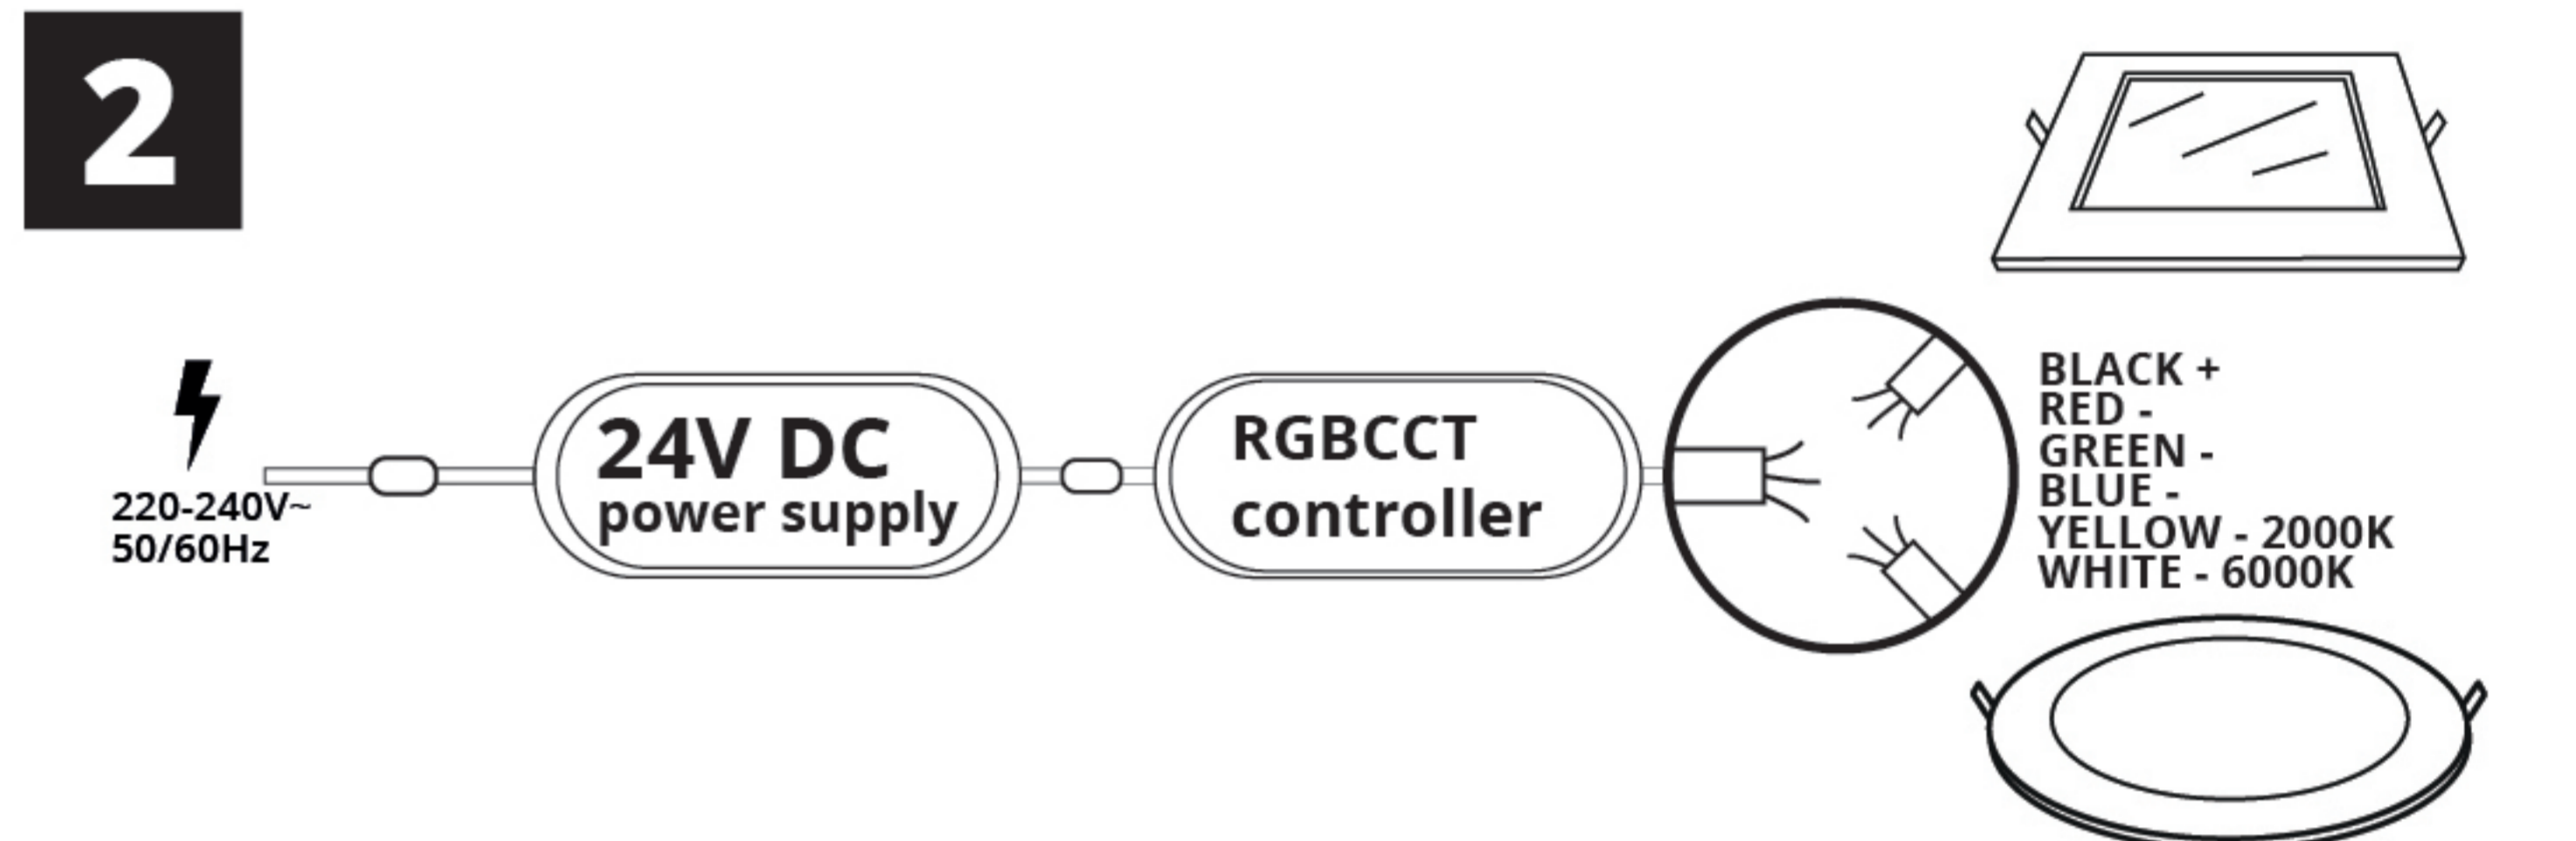 2
220-240V~
50/60Hz
24V DC
power supply
RGBCCT
controller
BLACK +
RED -
GREEN -
BLUE -
YELLOW - 2000K
WHITE - 6000K